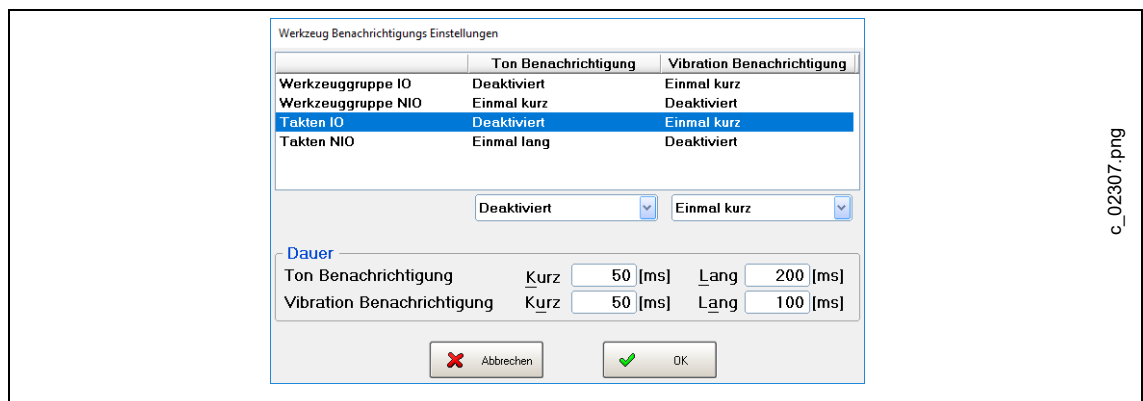 Werkzeug Benachrichtigungs Einstellungen
Ton Benachrichtigung Vibration Benachrichtigung
Werkzeuggruppe IO Deaktiviert Einmal kurz
Werkzeuggruppe NIO Einmal kurz Deaktiviert
Takten IO Deaktiviert Einmal kurz
Takten NIO Einmal lang Deaktiviert
Deaktiviert Einmal kurz
Dauer
Ton Benachrichtigung Kurz 50 [ms] Lang 200 [ms]
Vibration Benachrichtigung Kurz 50 [ms] Lang 100 [ms]
Abbrechen OK
c_02307.png